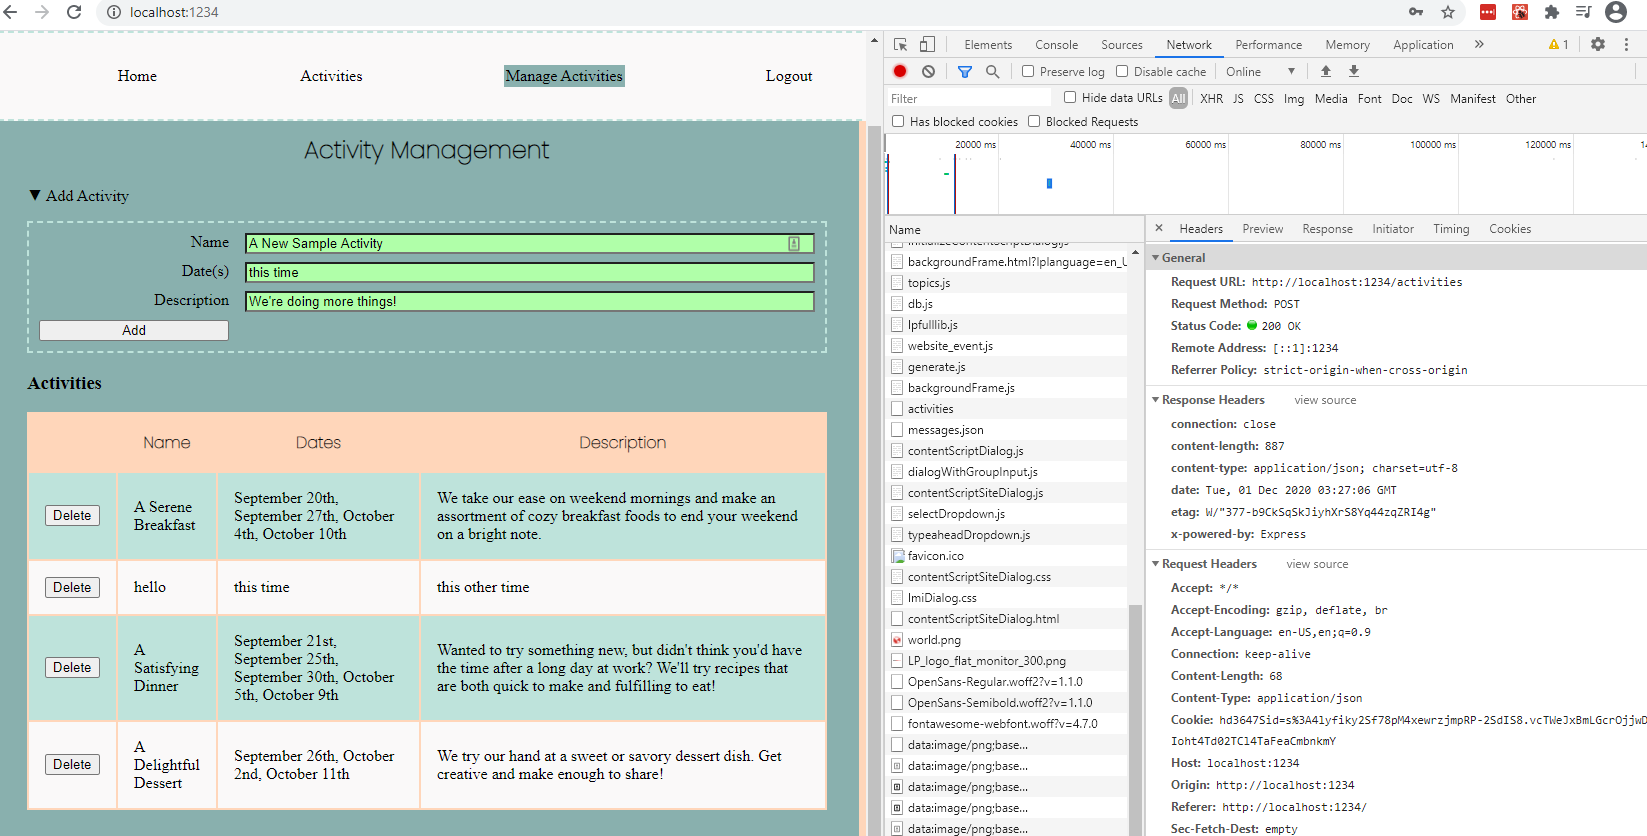 localhost:1234
Home Activities Manage Activities Logout
Activity Management
▼ Add Activity
Name A New Sample Activity
Date(s) this time
Description We're doing more things!
Add
Activities
Name Dates Description
Delete
A Serene
Breakfast
September 20th,
September 27th, October
4th, October 10th
We take our ease on weekend mornings and make an
assortment of cozy breakfast foods to end your weekend
on a bright note.
Delete hello this time this other time
Delete
A
Satisfying
Dinner
September 21st,
September 25th,
September 30th, October
5th, October 9th
Wanted to try something new, but didn't think you'd have
the time after a long day at work? We'll try recipes that
are both quick to make and fulfilling to eat!
Delete
A
Delightful
Dessert
September 26th, October
2nd, October 11th
We try our hand at a sweet or savory dessert dish. Get
creative and make enough to share!
Elements Console Sources Network Performance Memory Application » 1
Preserve log Disable cache Online
Filter Hide data URLs All XHR JS CSS Img Media Font Doc WS Manifest Other
Has blocked cookies Blocked Requests
20000 ms 40000 ms 60000 ms 80000 ms 100000 ms 120000 ms
Name
initializeContentScriptDialog.js
backgroundFrame.html?lplanguage=en_U
topics.js
db.js
lpfulllib.js
website_event.js
generate.js
backgroundFrame.js
activities
messages.json
contentScriptDialog.js
dialogWithGroupInput.js
contentScriptSiteDialog.js
selectDropdown.js
typeaheadDropdown.js
favicon.ico
contentScriptSiteDialog.css
lmiDialog.css
contentScriptSiteDialog.html
world.png
LP_logo_flat_monitor_300.png
OpenSans-Regular.woff2?v=1.1.0
OpenSans-Semibold.woff2?v=1.1.0
fontawesome-webfont.woff?v=4.7.0
data:image/png;base...
data:image/png;base...
data:image/png;base...
data:image/png;base...
data:image/png;base...
× Headers Preview Response Initiator Timing Cookies
▼ General
Request URL: http://localhost:1234/activities
Request Method: POST
Status Code: 200 OK
Remote Address: [::1]:1234
Referrer Policy: strict-origin-when-cross-origin
▼ Response Headers view source
connection: close
content-length: 887
content-type: application/json; charset=utf-8
date: Tue, 01 Dec 2020 03:27:06 GMT
etag: W/"377-b9CkSqSkJiyhXrS8Yq44zqZRI4g"
x-powered-by: Express
▼ Request Headers view source
Accept: */*
Accept-Encoding: gzip, deflate, br
Accept-Language: en-US,en;q=0.9
Connection: keep-alive
Content-Length: 68
Content-Type: application/json
Cookie: hd3647Sid=s%3A4lyfiky2Sf78pM4xewrzjmpRP-2SdIS8.vcTWeJxBmLGcrOjjwD
Ioht4Td02TCl4TaFeaCmbnkmY
Host: localhost:1234
Origin: http://localhost:1234
Referer: http://localhost:1234/
Sec-Fetch-Dest: empty